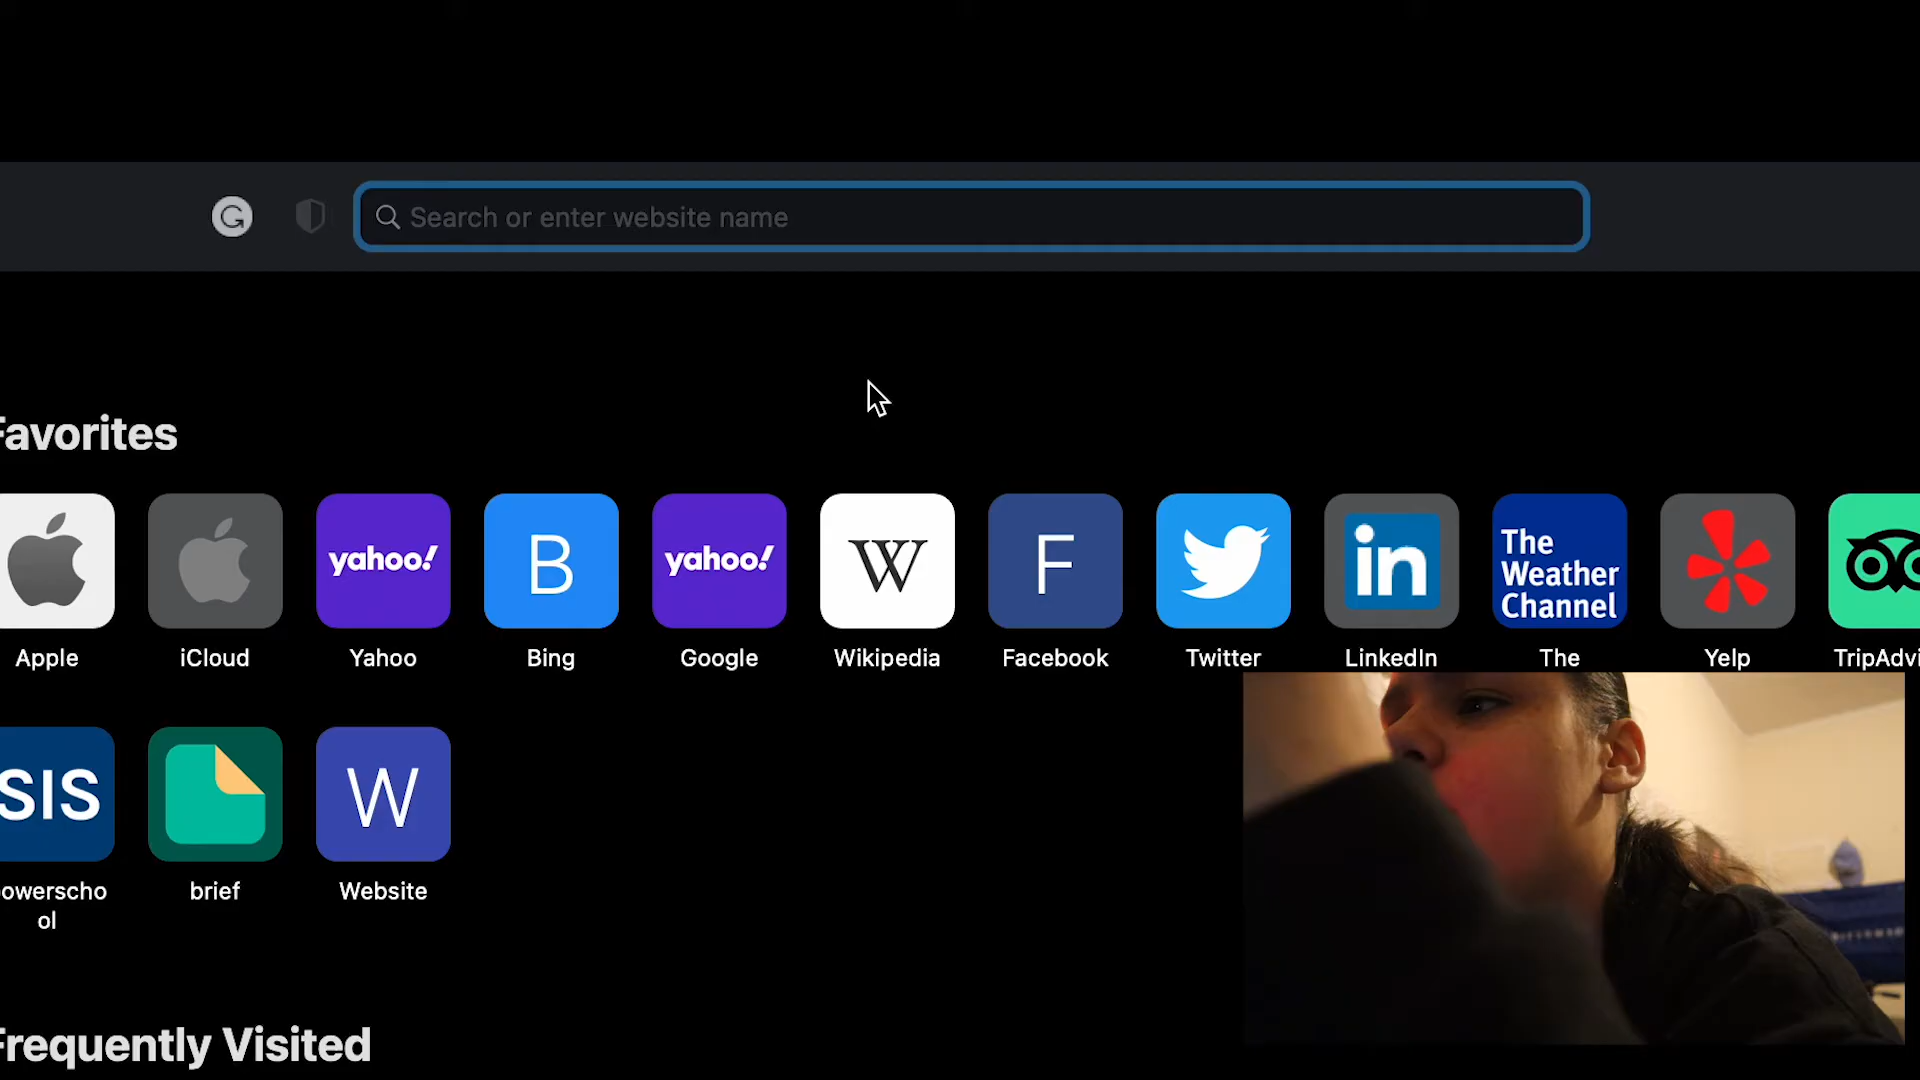 G
Search or enter website name
Favorites
yahoo!
B
yahoo!
W
F
in
The
Weather
Channel
Apple
iCloud
Yahoo
Bing
Google
Wikipedia
Facebook
Twitter
LinkedIn
The
Yelp
TripAdvi
SIS
W
owerscho
ol
brief
Website
Frequently Visited